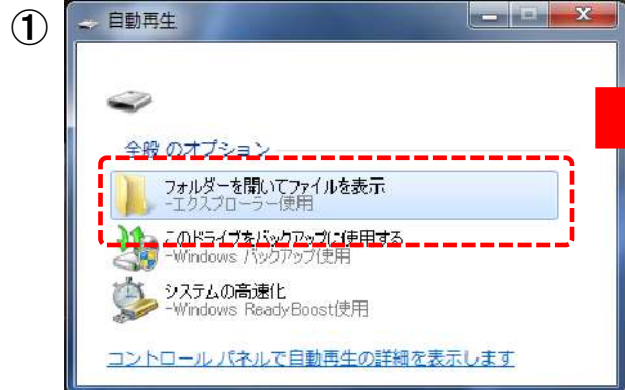 ①
自動再生
全般 のオプション
フォルダーを開いてファイルを表示
-エクスプローラー使用
このドライブをバックアップに使用する
-Windows バックアップ使用
システムの高速化
-Windows ReadyBoost使用
コントロール パネルで自動再生の詳細を表示します